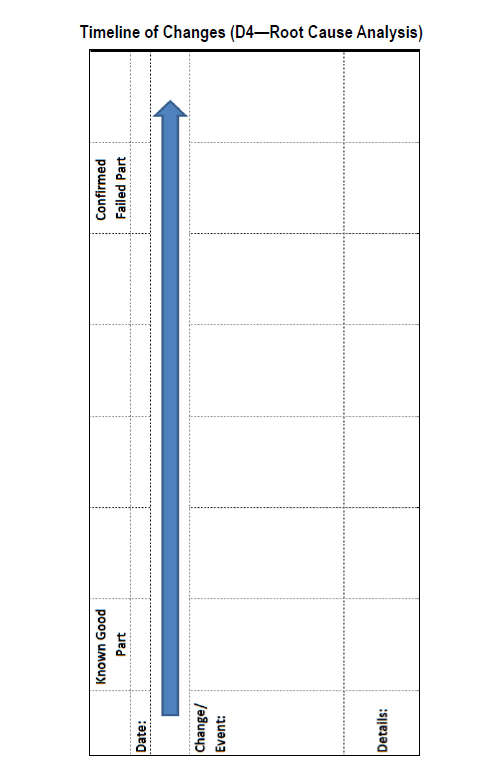 Timeline of Changes (D4—Root Cause Analysis)
Known Good
Part
Confirmed
Failed Part
Date:
Change/
Event:
Details: